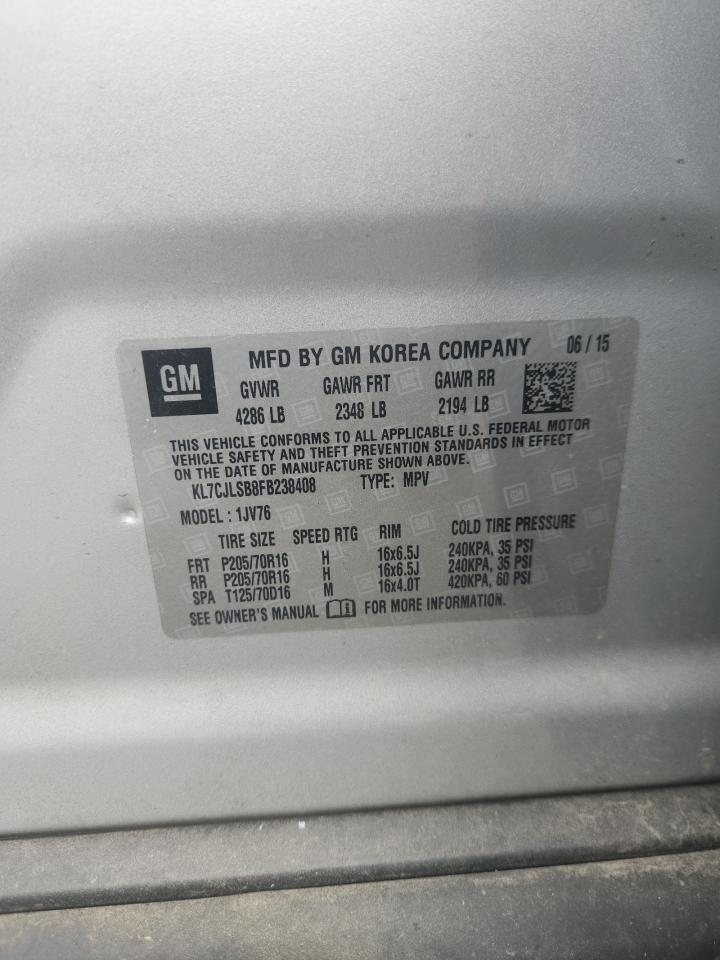 GM MFD BY GM KOREA COMPANY 06 / 15
GVWR GAWR FRT GAWR RR
4286 LB 2348 LB 2194 LB
THIS VEHICLE CONFORMS TO ALL APPLICABLE U.S. FEDERAL MOTOR
VEHICLE SAFETY AND THEFT PREVENTION STANDARDS IN EFFECT
ON THE DATE OF MANUFACTURE SHOWN ABOVE.
KL7CJLSB8FB238408 TYPE: MPV
MODEL : 1JV76
TIRE SIZE SPEED RTG RIM COLD TIRE PRESSURE
FRT P205/70R16 H 16x6.5J 240KPA, 35 PSI
RR P205/70R16 H 16x6.5J 240KPA, 35 PSI
SPA T125/70D16 M 16x4.0T 420KPA, 60 PSI
SEE OWNER'S MANUAL FOR MORE INFORMATION.